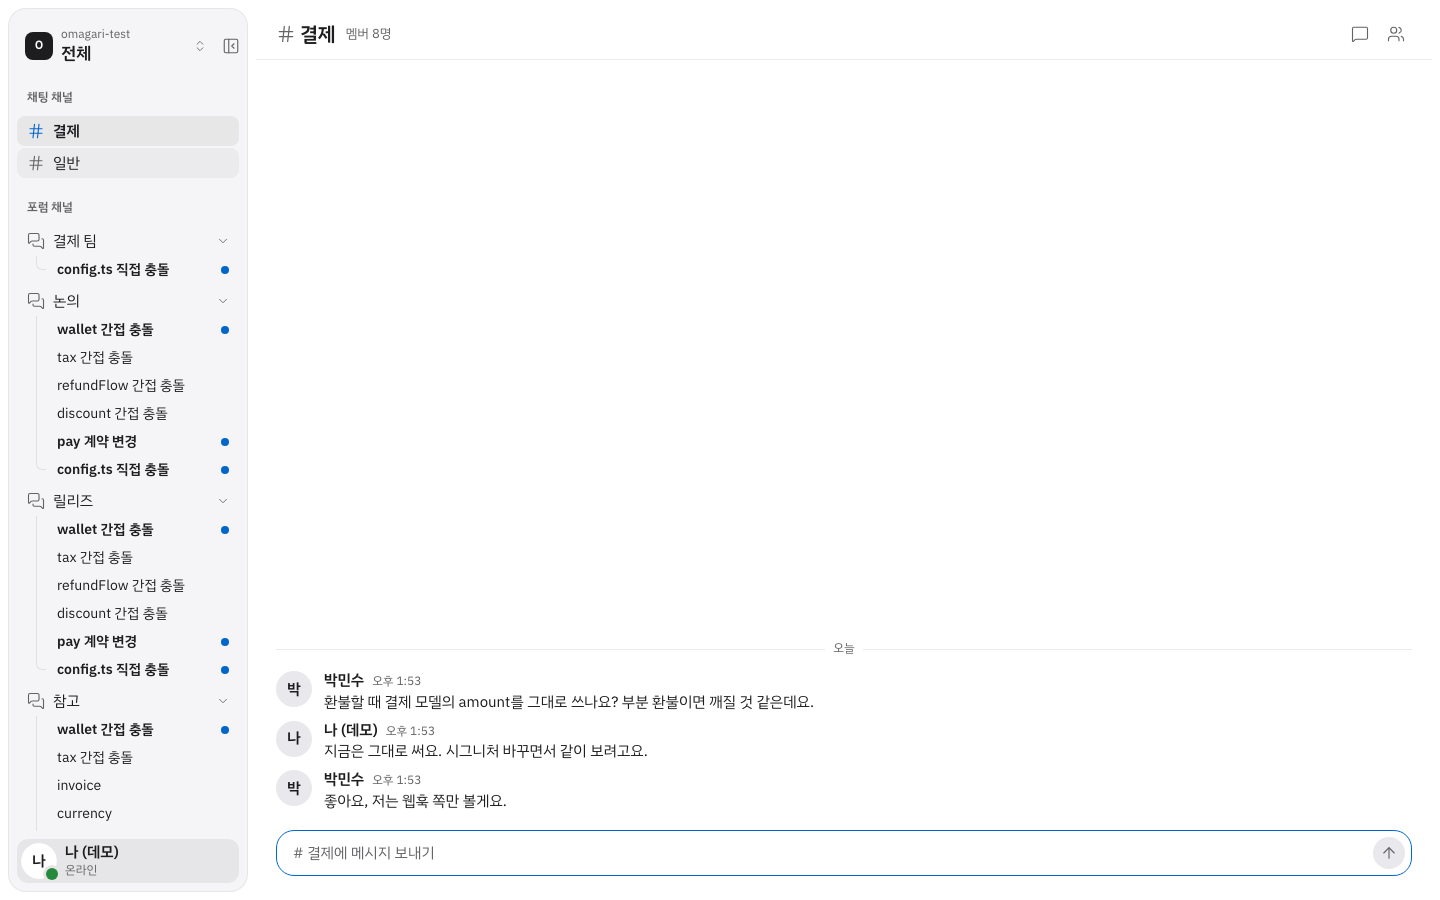 O
omagari-test
전체
채팅 채널
결제
일반
포럼 채널
결제 팀
config.ts 직접 충돌
논의
wallet 간접 충돌
tax 간접 충돌
refundFlow 간접 충돌
discount 간접 충돌
pay 계약 변경
config.ts 직접 충돌
릴리즈
wallet 간접 충돌
tax 간접 충돌
refundFlow 간접 충돌
discount 간접 충돌
pay 계약 변경
config.ts 직접 충돌
참고
wallet 간접 충돌
tax 간접 충돌
invoice
currency
나
나 (데모)
온라인
# 결제 멤버 8명
오늘
박
박민수 오후 1:53
환불할 때 결제 모델의 amount를 그대로 쓰나요? 부분 환불이면 깨질 것 같은데요.
나
나 (데모) 오후 1:53
지금은 그대로 써요. 시그니처 바꾸면서 같이 보려고요.
박
박민수 오후 1:53
좋아요, 저는 웹훅 쪽만 볼게요.
# 결제에 메시지 보내기